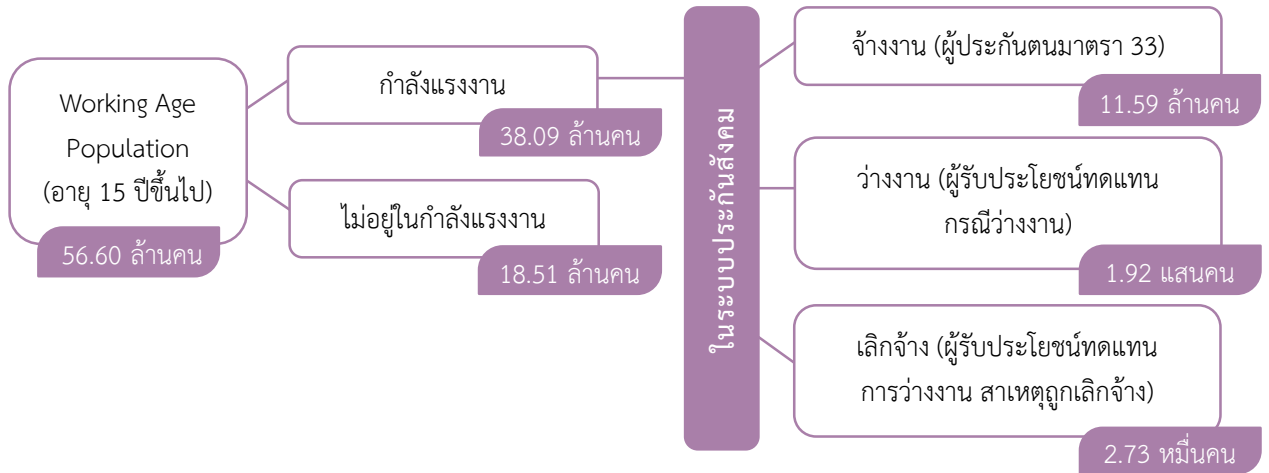 Working Age
Population
(อายุ 15 ปีขึ้นไป)
56.60 ล้านคน
กำลังแรงงาน
38.09 ล้านคน
ไม่อยู่ในกำลังแรงงาน
18.51 ล้านคน
ในระบบประกันสังคม
จ้างงาน (ผู้ประกันตนมาตรา 33)
11.59 ล้านคน
ว่างงาน (ผู้รับประโยชน์ทดแทน
กรณีว่างงาน)
1.92 แสนคน
เลิกจ้าง (ผู้รับประโยชน์ทดแทน
การว่างงาน สาเหตุถูกเลิกจ้าง)
2.73 หมื่นคน